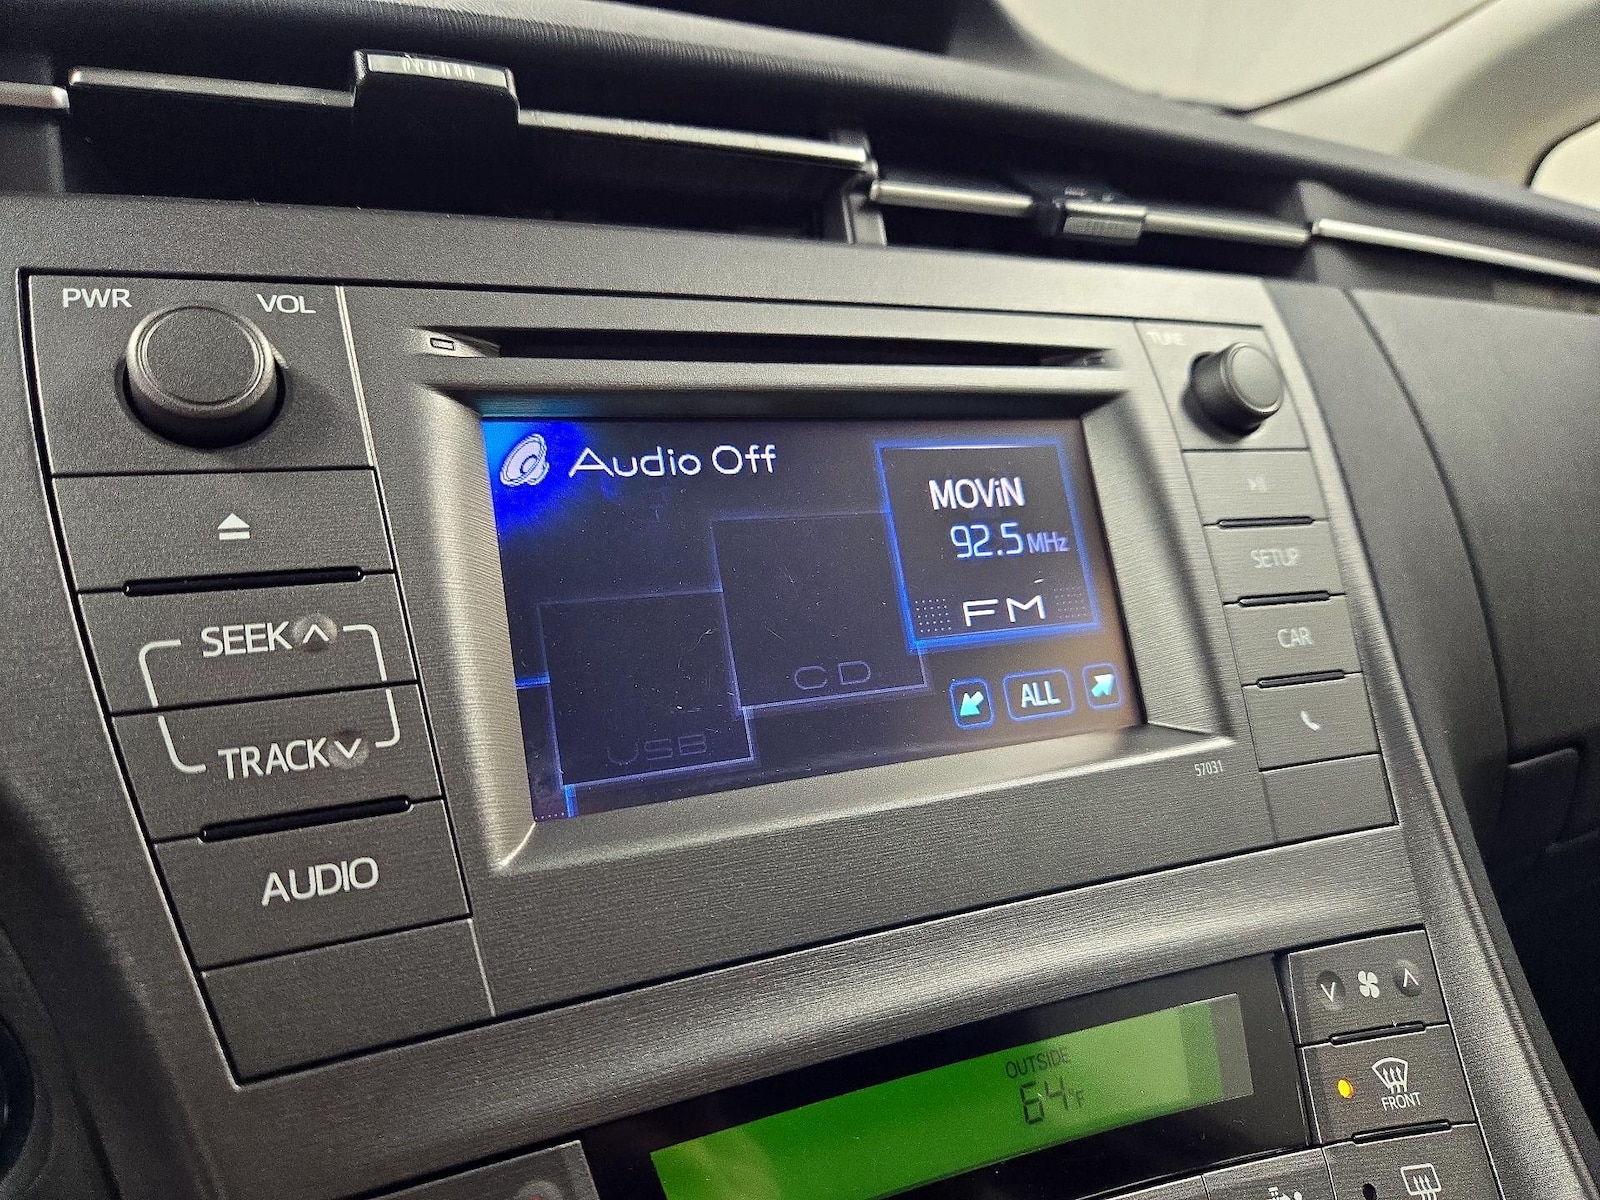 PWR
VOL
TUNE
Audio Off
MOViN
92.5 MHz
FM
CD
USB
ALL
SEEK
TRACK
AUDIO
SETUP
CAR
57031
OUTSIDE
64°F
FRONT